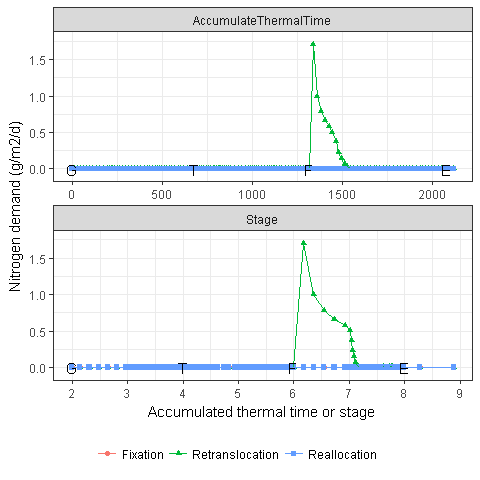 AccumulateThermalTime
1.5
1.0
0.5
0.0
0 500 1000 1500 2000
Stage
1.5
1.0
0.5
0.0
2 3 4 5 6 7 8 9
Nitrogen demand (g/m2/d)
Accumulated thermal time or stage
Fixation Retranslocation Reallocation